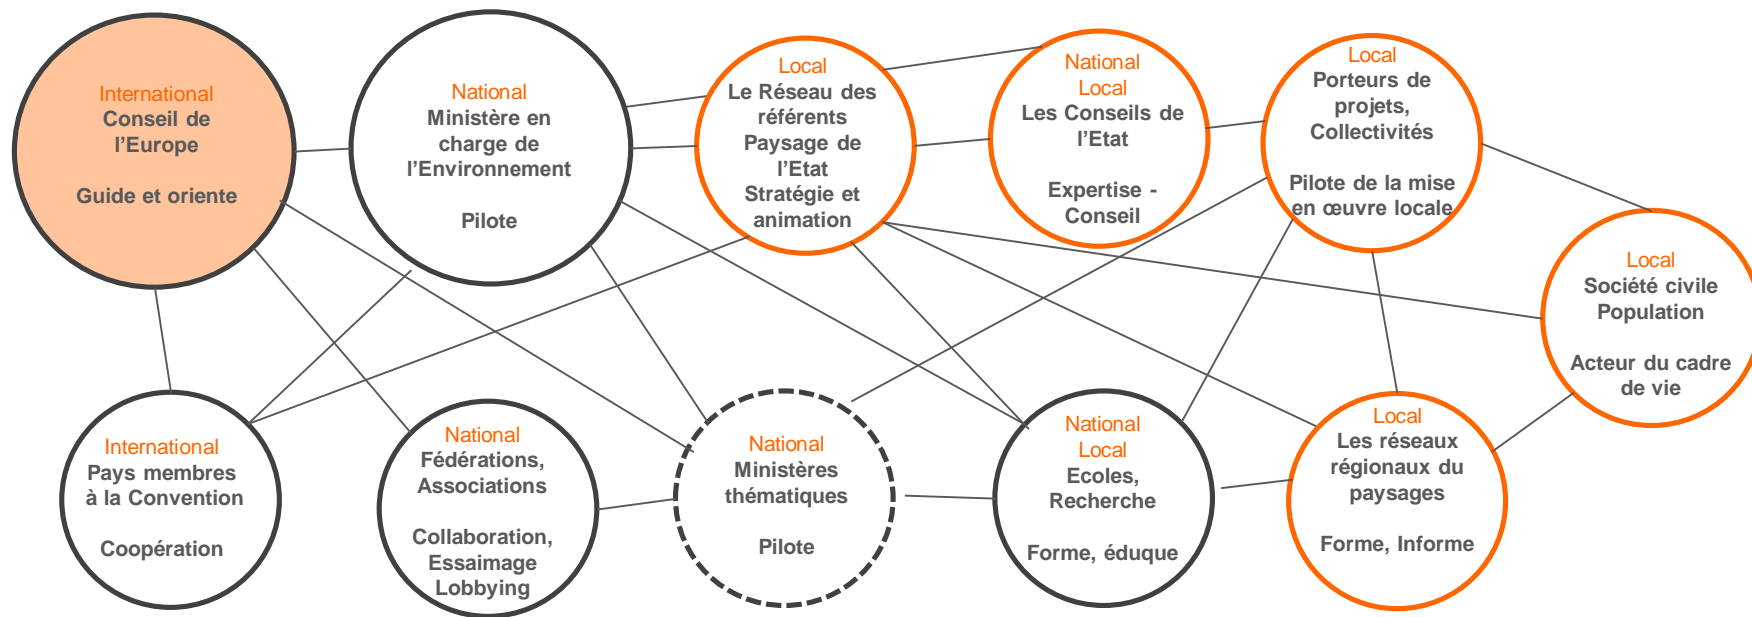 International
Conseil de
l’Europe
Guide et oriente
National
Ministère en
charge de
l’Environnement
Pilote
Local
Le Réseau des
référents
Paysage de
l’Etat
Stratégie et
animation
National
Local
Les Conseils de
l’Etat
Expertise -
Conseil
Local
Porteurs de
projets,
Collectivités
Pilote de la mise
en œuvre locale
Local
Société civile
Population
Acteur du cadre
de vie
International
Pays membres
à la Convention
Coopération
National
Fédérations,
Associations
Collaboration,
Essaimage
Lobbying
National
Ministères
thématiques
Pilote
National
Local
Ecoles,
Recherche
Forme, éduque
Local
Les réseaux
régionaux du
paysages
Forme, Informe